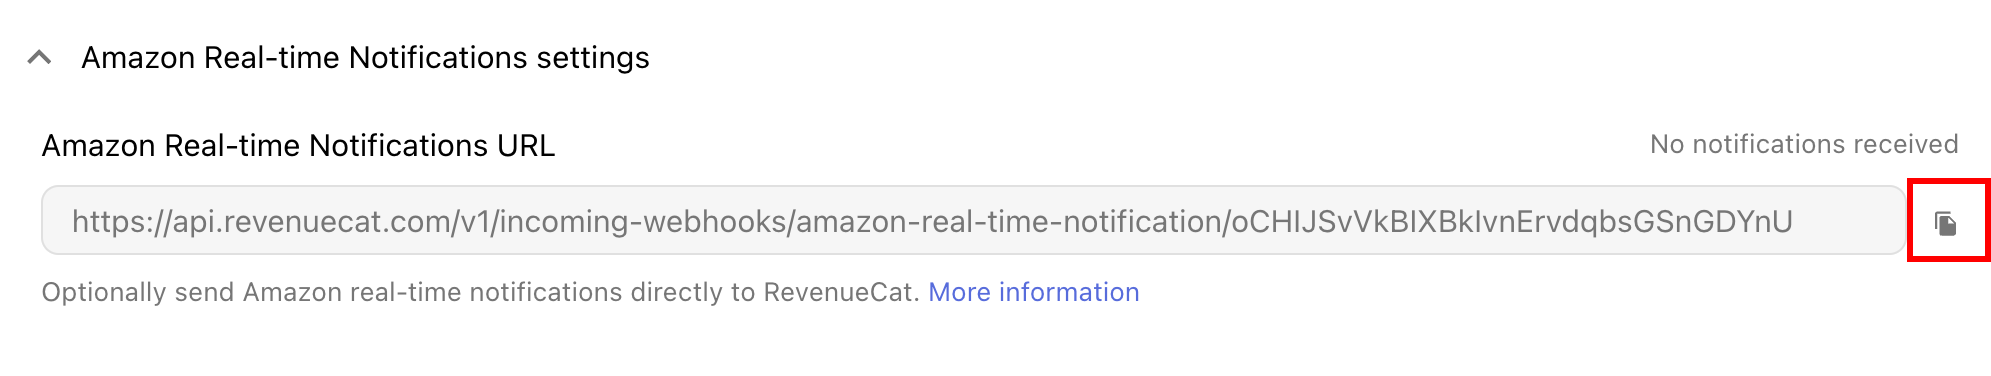 Amazon Real-time Notifications settings
Amazon Real-time Notifications URL
No notifications received
https://api.revenuecat.com/v1/incoming-webhooks/amazon-real-time-notification/oCHIJSvVkBIXBkIvnErvdqbsGSnGDYnU
Optionally send Amazon real-time notifications directly to RevenueCat. More information